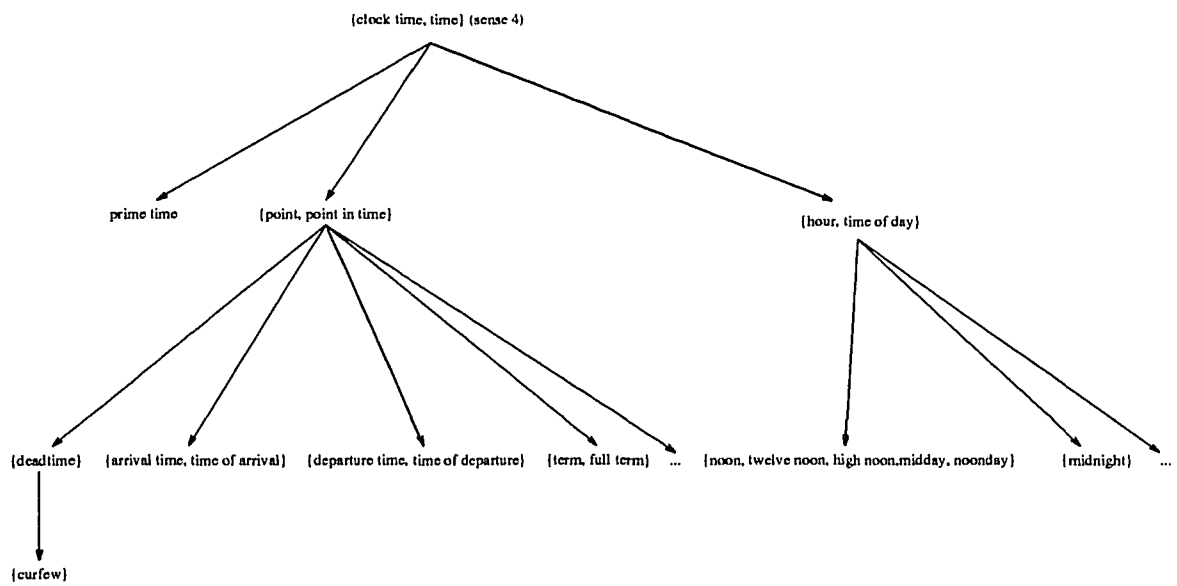 {clock time, time} (sense 4)
prime time {point, point in time} {hour, time of day}
{deadtime} {arrival time, time of arrival} {departure time, time of departure} {term, full term} ... {noon, twelve noon, high noon,midday, noonday} {midnight} ...
{curfew}